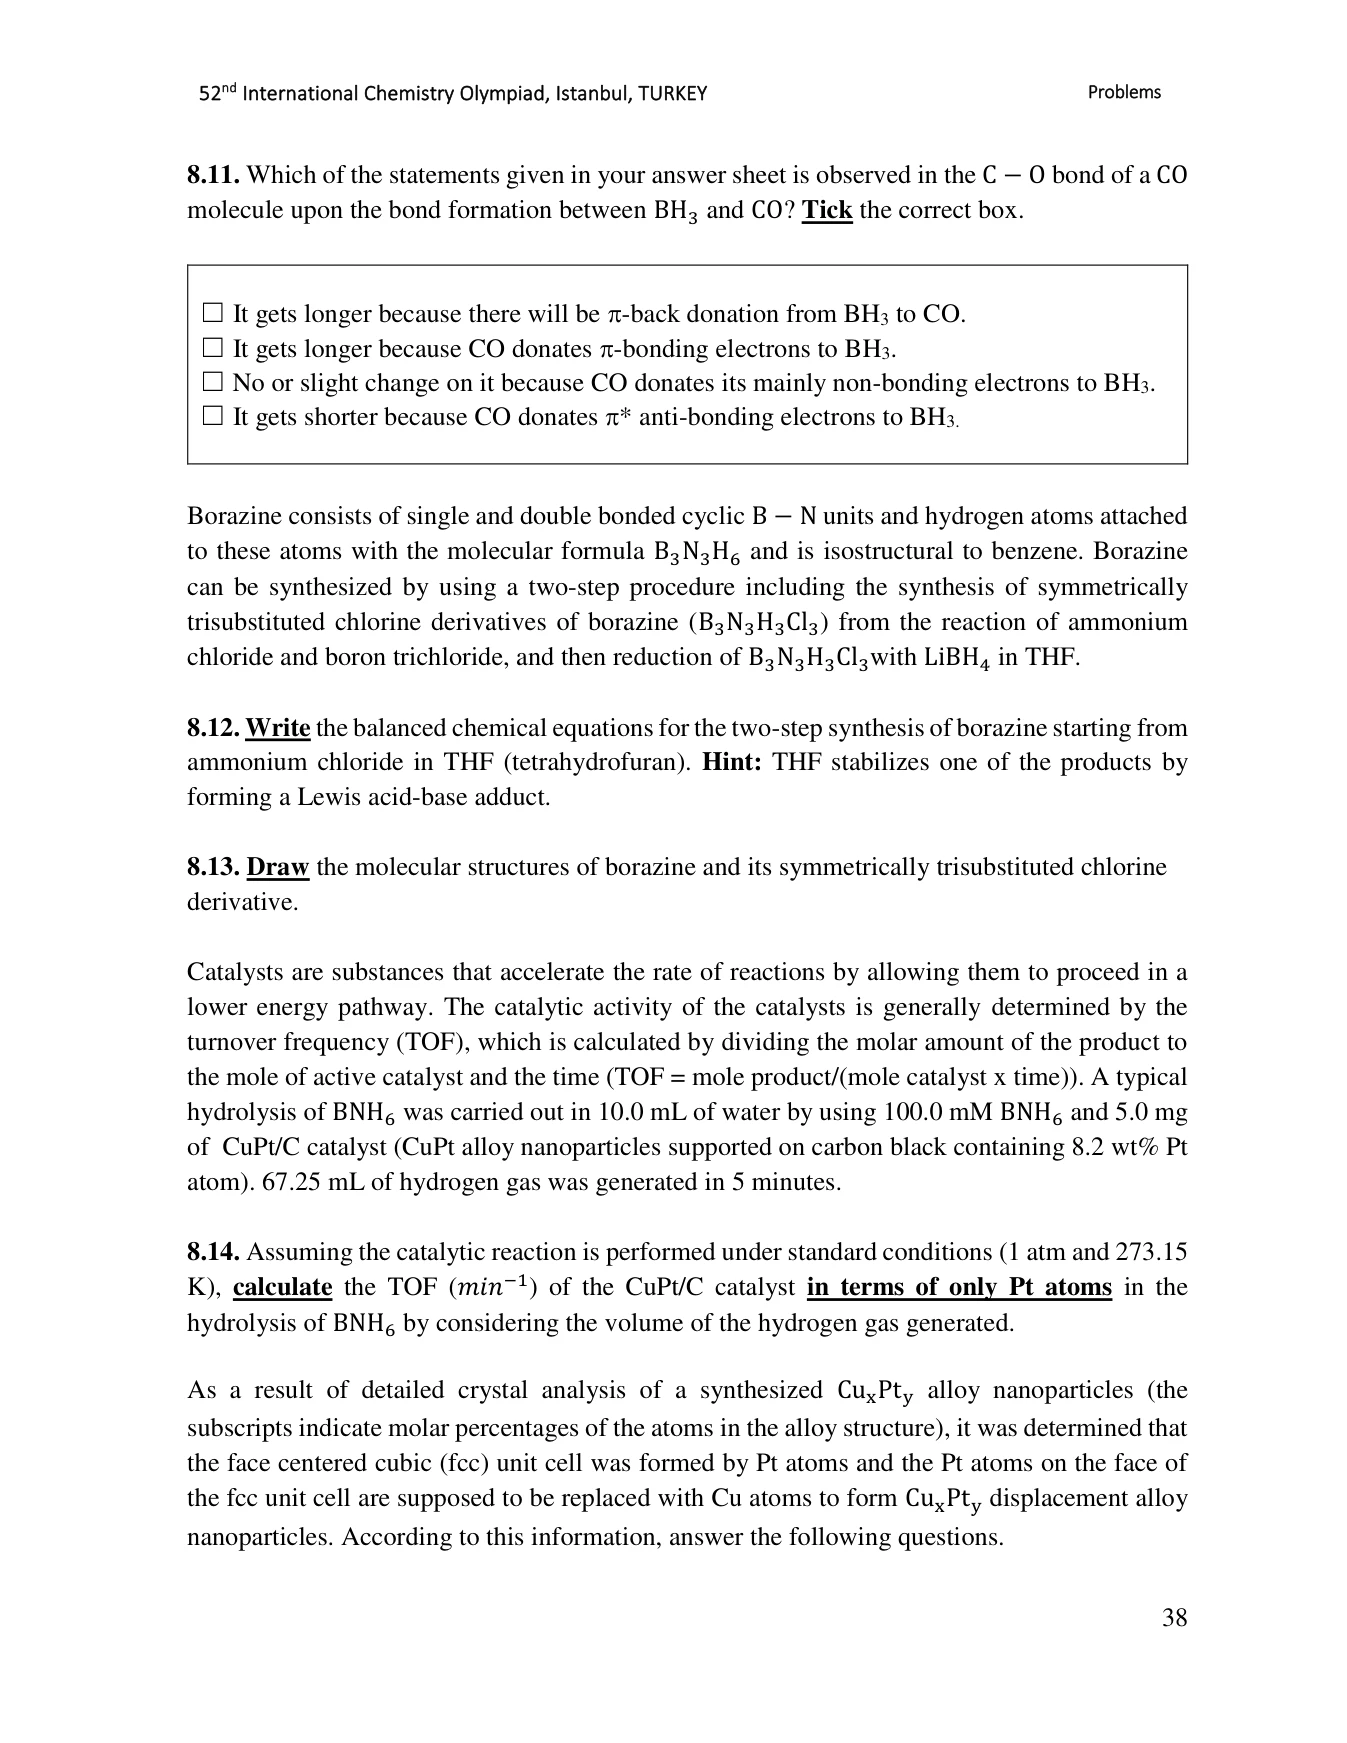 52nd International Chemistry Olympiad, Istanbul, TURKEY Problems
8.11. Which of the statements given in your answer sheet is observed in the C − O bond of a CO
molecule upon the bond formation between BH₃ and CO? Tick the correct box.
☐ It gets longer because there will be π-back donation from BH₃ to CO.
☐ It gets longer because CO donates π-bonding electrons to BH₃.
☐ No or slight change on it because CO donates its mainly non-bonding electrons to BH₃.
☐ It gets shorter because CO donates π* anti-bonding electrons to BH₃.
Borazine consists of single and double bonded cyclic B − N units and hydrogen atoms attached
to these atoms with the molecular formula B₃N₃H₆ and is isostructural to benzene. Borazine
can be synthesized by using a two-step procedure including the synthesis of symmetrically
trisubstituted chlorine derivatives of borazine (B₃N₃H₃Cl₃) from the reaction of ammonium
chloride and boron trichloride, and then reduction of B₃N₃H₃Cl₃with LiBH₄ in THF.
8.12. Write the balanced chemical equations for the two-step synthesis of borazine starting from
ammonium chloride in THF (tetrahydrofuran). Hint: THF stabilizes one of the products by
forming a Lewis acid-base adduct.
8.13. Draw the molecular structures of borazine and its symmetrically trisubstituted chlorine
derivative.
Catalysts are substances that accelerate the rate of reactions by allowing them to proceed in a
lower energy pathway. The catalytic activity of the catalysts is generally determined by the
turnover frequency (TOF), which is calculated by dividing the molar amount of the product to
the mole of active catalyst and the time (TOF = mole product/(mole catalyst x time)). A typical
hydrolysis of BNH₆ was carried out in 10.0 mL of water by using 100.0 mM BNH₆ and 5.0 mg
of CuPt/C catalyst (CuPt alloy nanoparticles supported on carbon black containing 8.2 wt% Pt
atom). 67.25 mL of hydrogen gas was generated in 5 minutes.
8.14. Assuming the catalytic reaction is performed under standard conditions (1 atm and 273.15
K), calculate the TOF (min⁻¹) of the CuPt/C catalyst in terms of only Pt atoms in the
hydrolysis of BNH₆ by considering the volume of the hydrogen gas generated.
As a result of detailed crystal analysis of a synthesized CuₓPtᵧ alloy nanoparticles (the
subscripts indicate molar percentages of the atoms in the alloy structure), it was determined that
the face centered cubic (fcc) unit cell was formed by Pt atoms and the Pt atoms on the face of
the fcc unit cell are supposed to be replaced with Cu atoms to form CuₓPtᵧ displacement alloy
nanoparticles. According to this information, answer the following questions.
38